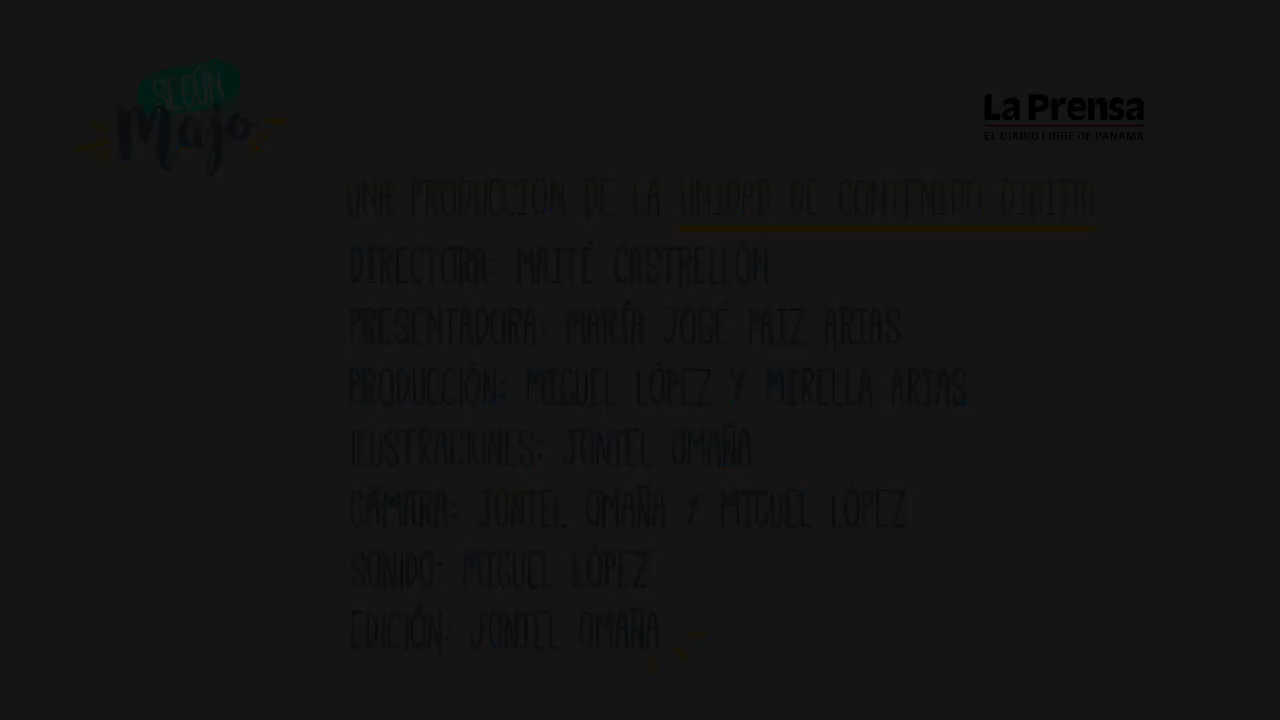 SEGÚN
Majo
La Prensa
EL DIARIO LIBRE DE PANAMÁ
UNA PRODUCCIÓN DE LA UNIDAD DE CONTENIDO DIGITAL
DIRECTORA: MAITÉ CASTRELLÓN
PRESENTADORA: MARÍA JOSÉ PAIZ ARIAS
PRODUCCIÓN: MIGUEL LÓPEZ Y MIRELLA ARIAS
ILUSTRACIONES: JONIEL OMAÑA
CÁMARA: JONIEL OMAÑA Y MIGUEL LÓPEZ
SONIDO: MIGUEL LÓPEZ
EDICIÓN: JONIEL OMAÑA